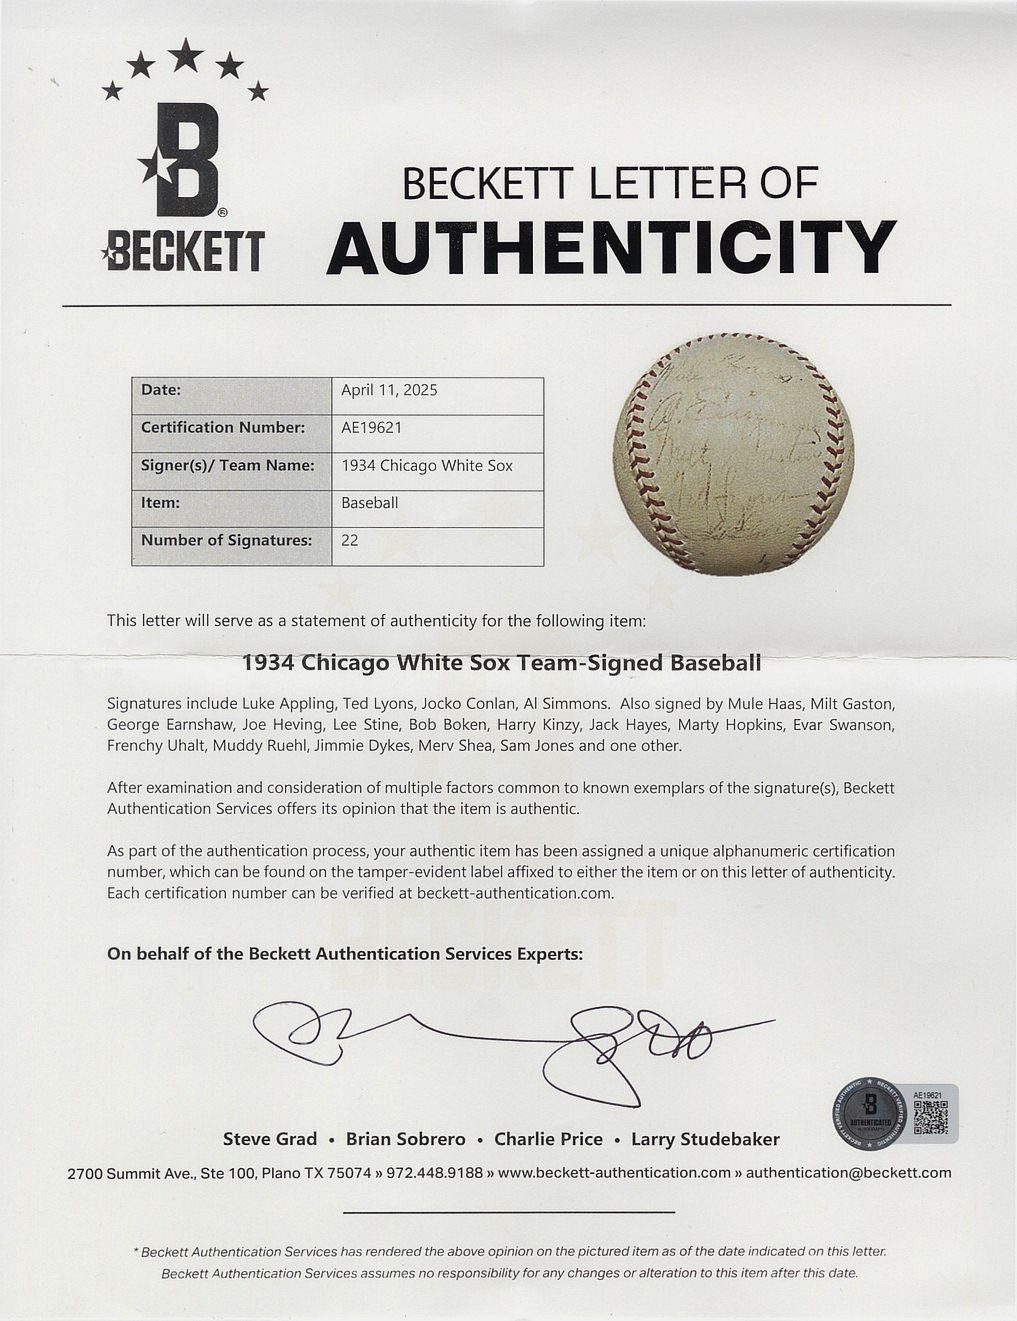 B
®
BECKETT
BECKETT LETTER OF
AUTHENTICITY
Date: April 11, 2025
Certification Number: AE19621
Signer(s)/ Team Name: 1934 Chicago White Sox
Item: Baseball
Number of Signatures: 22
This letter will serve as a statement of authenticity for the following item:
1934 Chicago White Sox Team-Signed Baseball
Signatures include Luke Appling, Ted Lyons, Jocko Conlan, Al Simmons.  Also signed by Mule Haas, Milt Gaston,
George Earnshaw, Joe Heving, Lee Stine, Bob Boken, Harry Kinzy, Jack Hayes, Marty Hopkins, Evar Swanson,
Frenchy Uhalt, Muddy Ruehl, Jimmie Dykes, Merv Shea, Sam Jones and one other.
After examination and consideration of multiple factors common to known exemplars of the signature(s), Beckett
Authentication Services offers its opinion that the item is authentic.
As part of the authentication process, your authentic item has been assigned a unique alphanumeric certification
number, which can be found on the tamper-evident label affixed to either the item or on this letter of authenticity.
Each certification number can be verified at beckett-authentication.com.
BECKETT
On behalf of the Beckett Authentication Services Experts:
AE19621
B
AUTHENTICATED
Steve Grad • Brian Sobrero • Charlie Price • Larry Studebaker
2700 Summit Ave., Ste 100, Plano TX 75074 » 972.448.9188 » www.beckett-authentication.com » authentication@beckett.com
* Beckett Authentication Services has rendered the above opinion on the pictured item as of the date indicated on this letter.
Beckett Authentication Services assumes no responsibility for any changes or alteration to this item after this date.